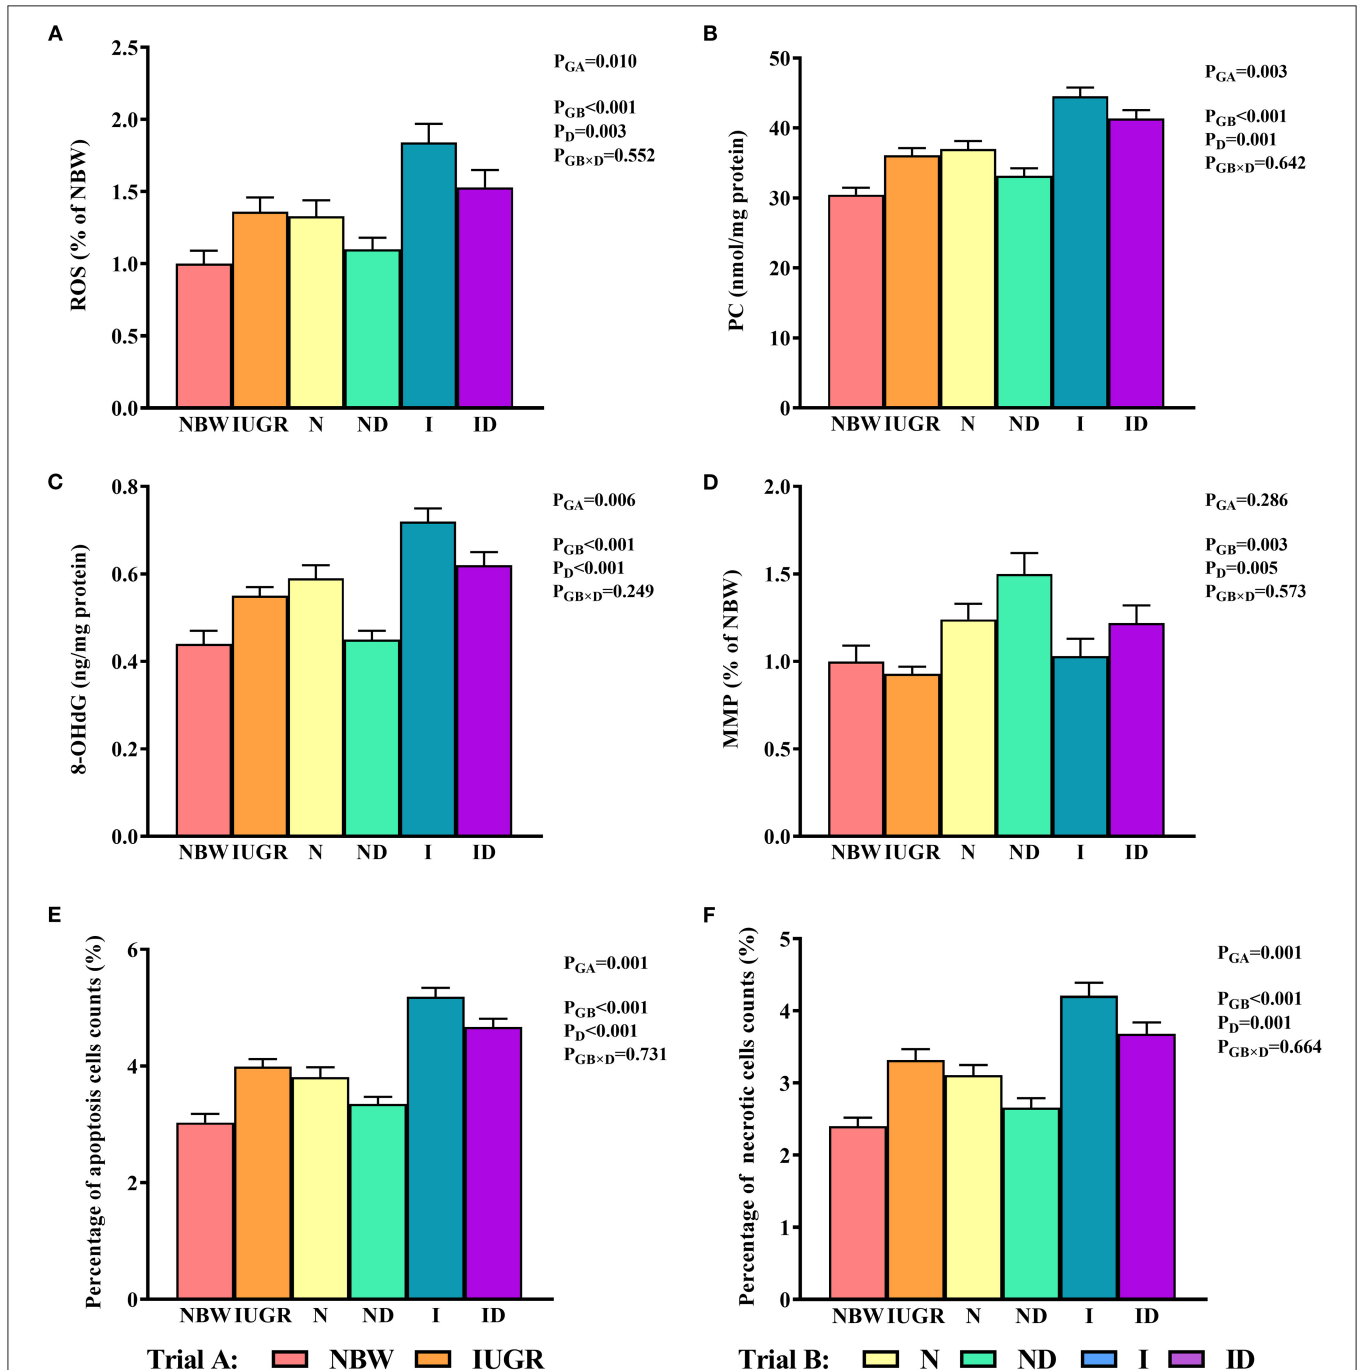 A
ROS (% of NBW)
2.5
2.0
1.5
1.0
0.5
0.0
NBW IUGR N ND I ID
PGA=0.010
PGB<0.001
PD=0.003
PGB×D=0.552
B
PC (nmol/mg protein)
50
40
30
20
10
0
NBW IUGR N ND I ID
PGA=0.003
PGB<0.001
PD=0.001
PGB×D=0.642
C
8-OHdG (ng/mg protein)
0.8
0.6
0.4
0.2
0.0
NBW IUGR N ND I ID
PGA=0.006
PGB<0.001
PD<0.001
PGB×D=0.249
D
MMP (% of NBW)
2.0
1.5
1.0
0.5
0.0
NBW IUGR N ND I ID
PGA=0.286
PGB=0.003
PD=0.005
PGB×D=0.573
E
Percentage of apoptosis cells counts (%)
6
4
2
0
NBW IUGR N ND I ID
PGA=0.001
PGB<0.001
PD<0.001
PGB×D=0.731
F
Percentage of necrotic cells counts (%)
5
4
3
2
1
0
NBW IUGR N ND I ID
PGA=0.001
PGB<0.001
PD=0.001
PGB×D=0.664
Trial A: NBW IUGR Trial B: N ND I ID